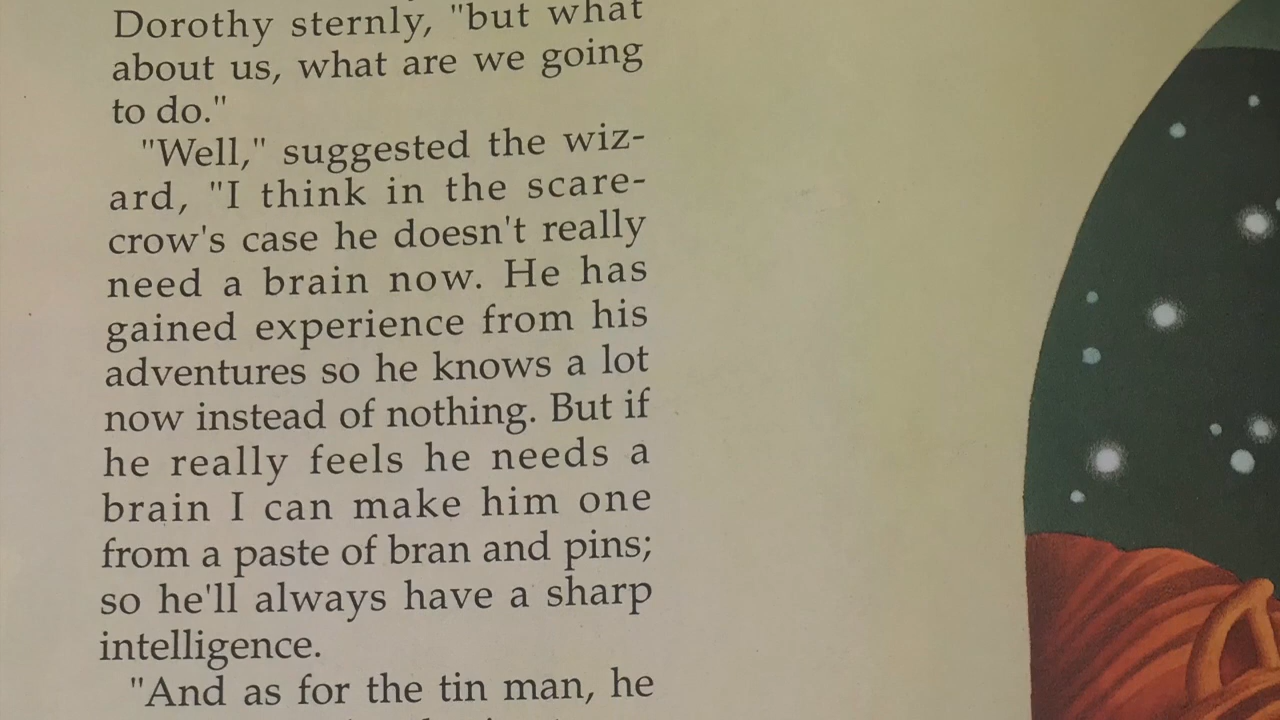 Dorothy sternly, "but what
about us, what are we going
to do."
"Well," suggested the wiz-
ard, "I think in the scare-
crow's case he doesn't really
need a brain now. He has
gained experience from his
adventures so he knows a lot
now instead of nothing. But if
he really feels he needs a
brain I can make him one
from a paste of bran and pins;
so he'll always have a sharp
intelligence.
"And as for the tin man, he